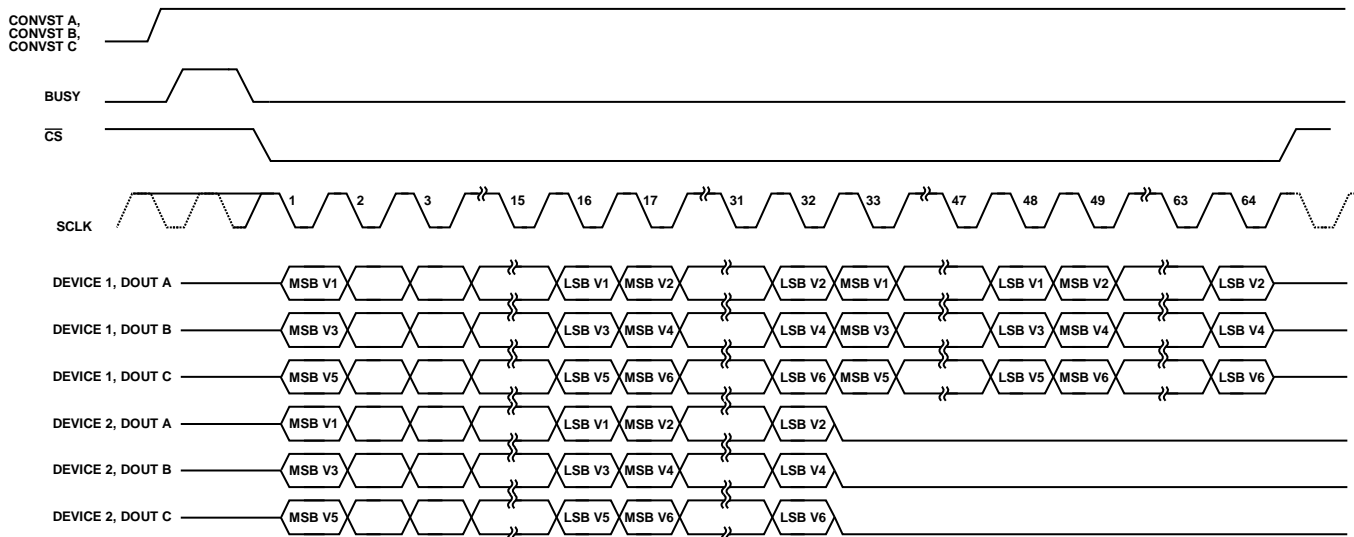 CONVST A,
CONVST B,
CONVST C
BUSY
CS
SCLK
1 2 3 15 16 17 31 32 33 47 48 49 63 64
DEVICE 1, DOUT A MSB V1 LSB V1 MSB V2 LSB V2 MSB V1 LSB V1 MSB V2 LSB V2
DEVICE 1, DOUT B MSB V3 LSB V3 MSB V4 LSB V4 MSB V3 LSB V3 MSB V4 LSB V4
DEVICE 1, DOUT C MSB V5 LSB V5 MSB V6 LSB V6 MSB V5 LSB V5 MSB V6 LSB V6
DEVICE 2, DOUT A MSB V1 LSB V1 MSB V2 LSB V2
DEVICE 2, DOUT B MSB V3 LSB V3 MSB V4 LSB V4
DEVICE 2, DOUT C MSB V5 LSB V5 MSB V6 LSB V6